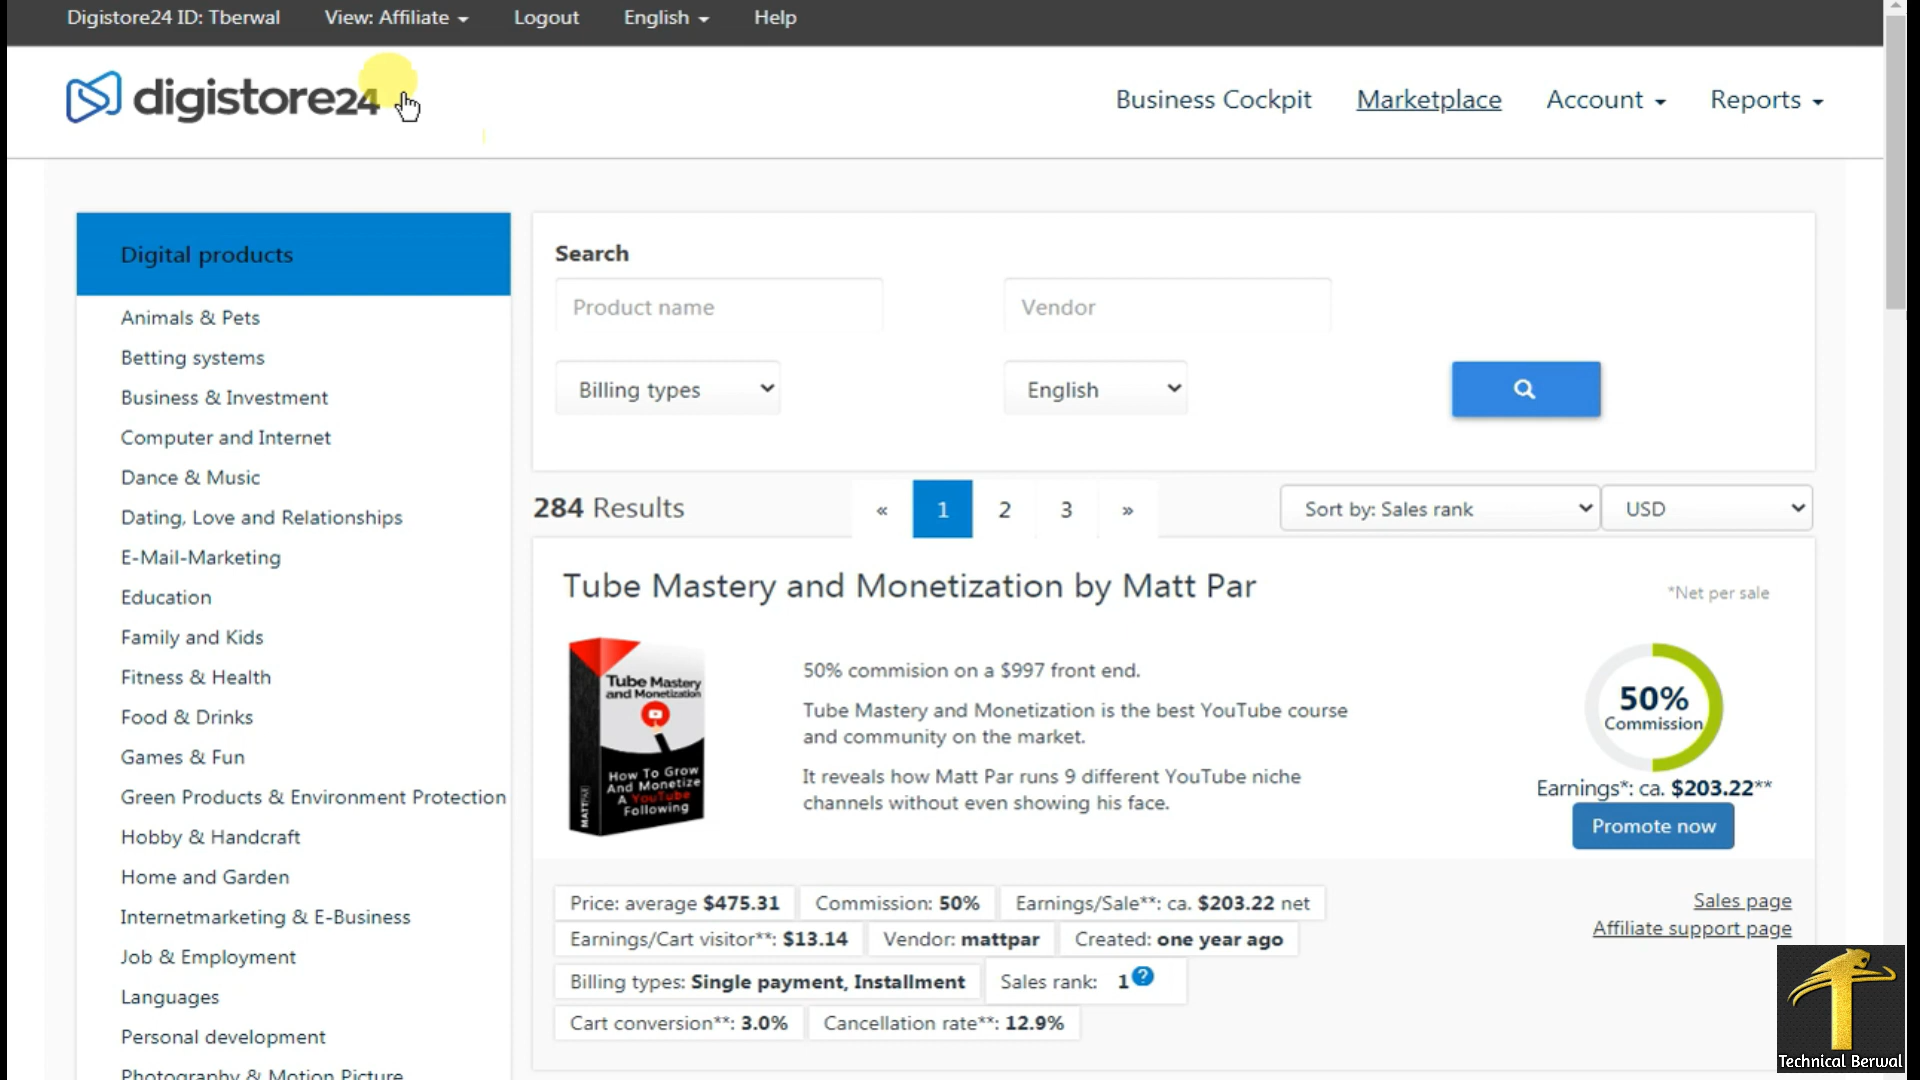 Digistore24 ID: Tberwal View: Affiliate Logout English Help
digistore24
Business Cockpit Marketplace Account Reports
Digital products
Animals & Pets
Betting systems
Business & Investment
Computer and Internet
Dance & Music
Dating, Love and Relationships
E-Mail-Marketing
Education
Family and Kids
Fitness & Health
Food & Drinks
Games & Fun
Green Products & Environment Protection
Hobby & Handcraft
Home and Garden
Internetmarketing & E-Business
Job & Employment
Languages
Personal development
Photography & Motion Picture
Search
Product name Vendor
Billing types English
284 Results « 1 2 3 » Sort by: Sales rank USD
Tube Mastery and Monetization by Matt Par
*Net per sale
Tube Mastery
and Monetization
How To Grow
And Monetize
A YouTube
Following
MATT PAR
50% commision on a $997 front end.
Tube Mastery and Monetization is the best YouTube course
and community on the market.
It reveals how Matt Par runs 9 different YouTube niche
channels without even showing his face.
50%
Commission
Earnings*: ca. $203.22**
Promote now
Price: average $475.31 Commission: 50% Earnings/Sale**: ca. $203.22 net
Earnings/Cart visitor**: $13.14 Vendor: mattpar Created: one year ago
Billing types: Single payment, Installment Sales rank: 1 ?
Cart conversion**: 3.0% Cancellation rate**: 12.9%
Sales page
Affiliate support page
Technical Berwal